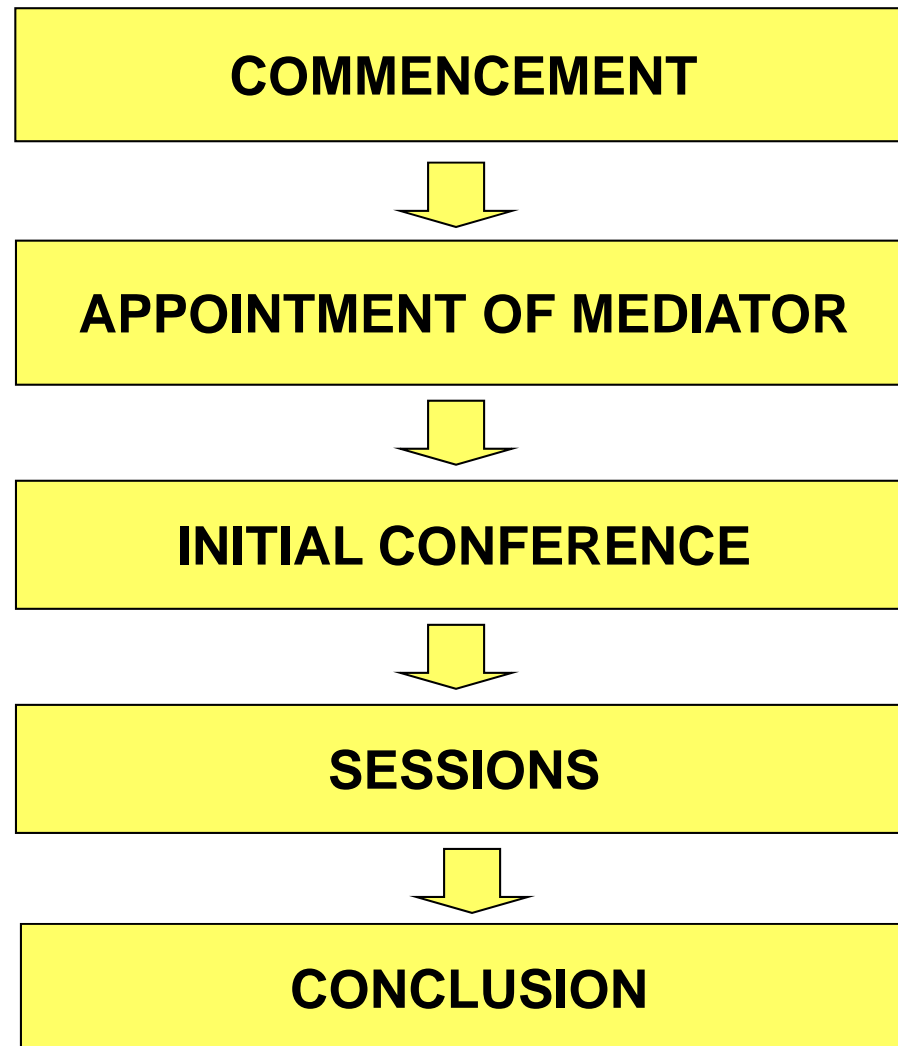 COMMENCEMENT
APPOINTMENT OF MEDIATOR
INITIAL CONFERENCE
SESSIONS
CONCLUSION